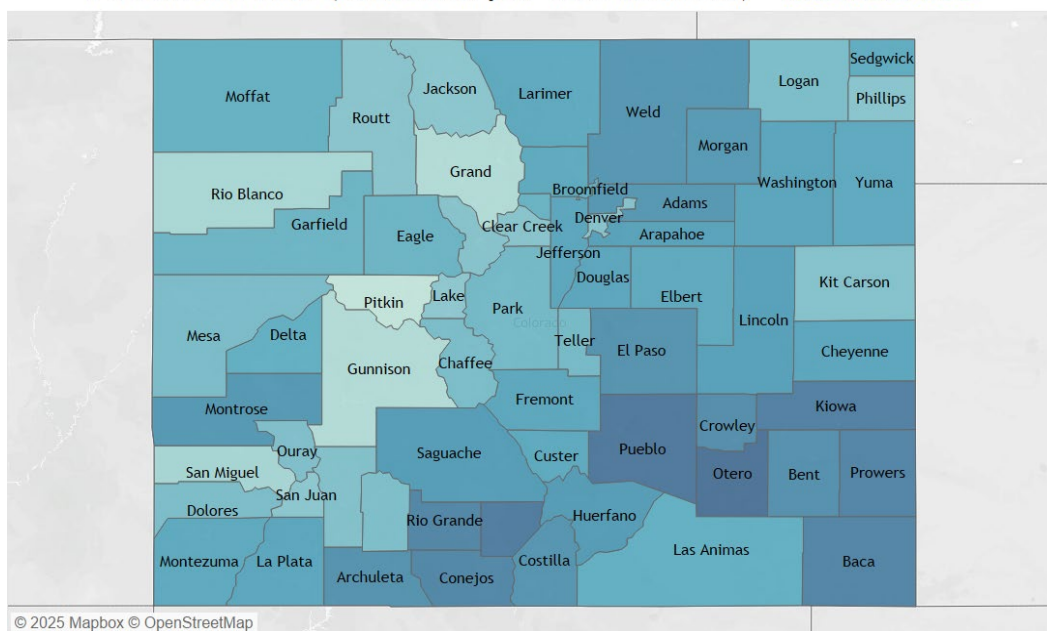 Sedgwick
Logan
Jackson
Larimer
Moffat
Phillips
Weld
Routt
Morgan
Grand
Washington
Yuma
Rio Blanco
Broomfield
Adams
Denver
Garfield
Clear Creek
Eagle
Arapahoe
Jefferson
Douglas
Kit Carson
Elbert
Lake
Pitkin
Park
Lincoln
Colorado
Mesa
Delta
Teller
El Paso
Cheyenne
Chaffee
Gunnison
Fremont
Montrose
Kiowa
Crowley
Pueblo
Ouray
Saguache
Custer
San Miguel
Otero
Bent
Prowers
San Juan
Dolores
Rio Grande
Huerfano
Las Animas
Montezuma
La Plata
Costilla
Baca
Archuleta
Conejos
© 2025 Mapbox © OpenStreetMap